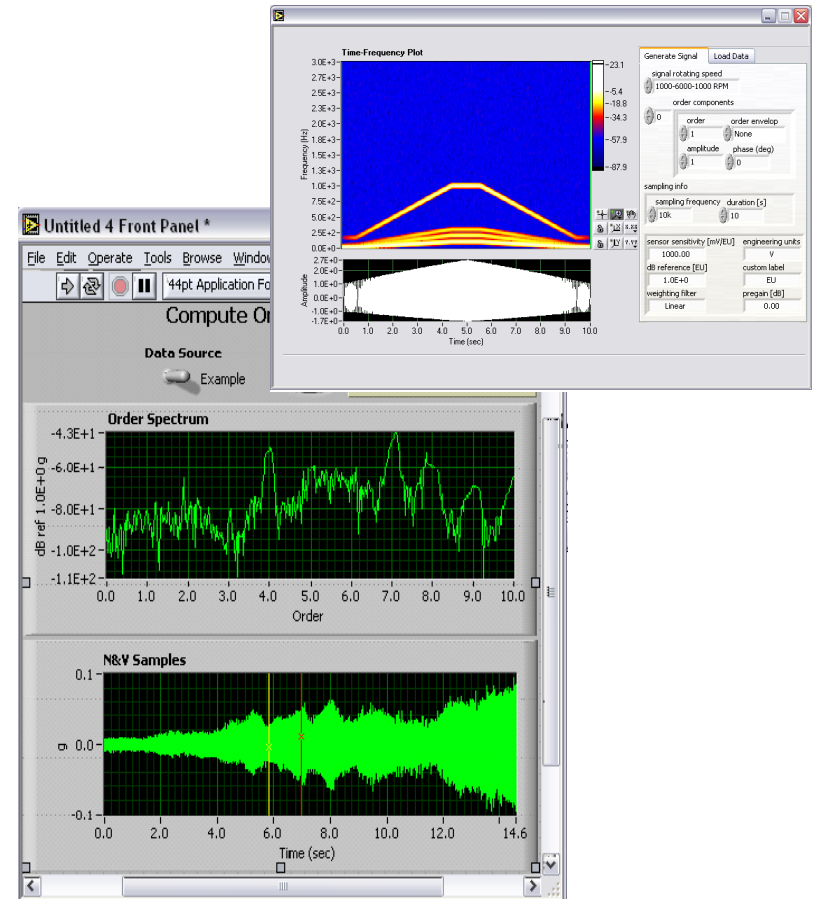 Time-Frequency Plot
3.0E+3
2.5E+3
2.3E+3
2.0E+3
1.8E+3
1.5E+3
1.3E+3
1.0E+3
7.5E+2
5.0E+2
2.5E+2
0.0E+0
Frequency (Hz)
-23.1
-5.4
-18.8
-34.3
-57.9
-87.9
2.7E+0
2.0E+0
1.0E+0
0.0E+0
-1.0E+0
-1.7E+0
Amplitude
0.0 1.0 2.0 3.0 4.0 5.0 6.0 7.0 8.0 9.0 10.0
Time (sec)
Generate Signal Load Data
signal rotating speed
1000-6000-1000 RPM
order components
0
order order envelop
1 None
amplitude phase (deg)
1 0
sampling info
sampling frequency duration [s]
10k 10
sensor sensitivity [mV/EU] engineering units
1000.00 V
dB reference [EU] custom label
1.0E+0 EU
weighting filter pregain [dB]
Linear 0.00
Untitled 4 Front Panel *
File Edit Operate Tools Browse Window
44pt Application Fo
Compute Or
Data Source
Example
Order Spectrum
-4.3E+1
-6.0E+1
-8.0E+1
-1.0E+2
-1.1E+2
dB ref 1.0E+0 g
0.0 1.0 2.0 3.0 4.0 5.0 6.0 7.0 8.0 9.0 10.0
Order
N&V Samples
0.1
0.0
-0.1
g
0.0 2.0 4.0 6.0 8.0 10.0 12.0 14.6
Time (sec)